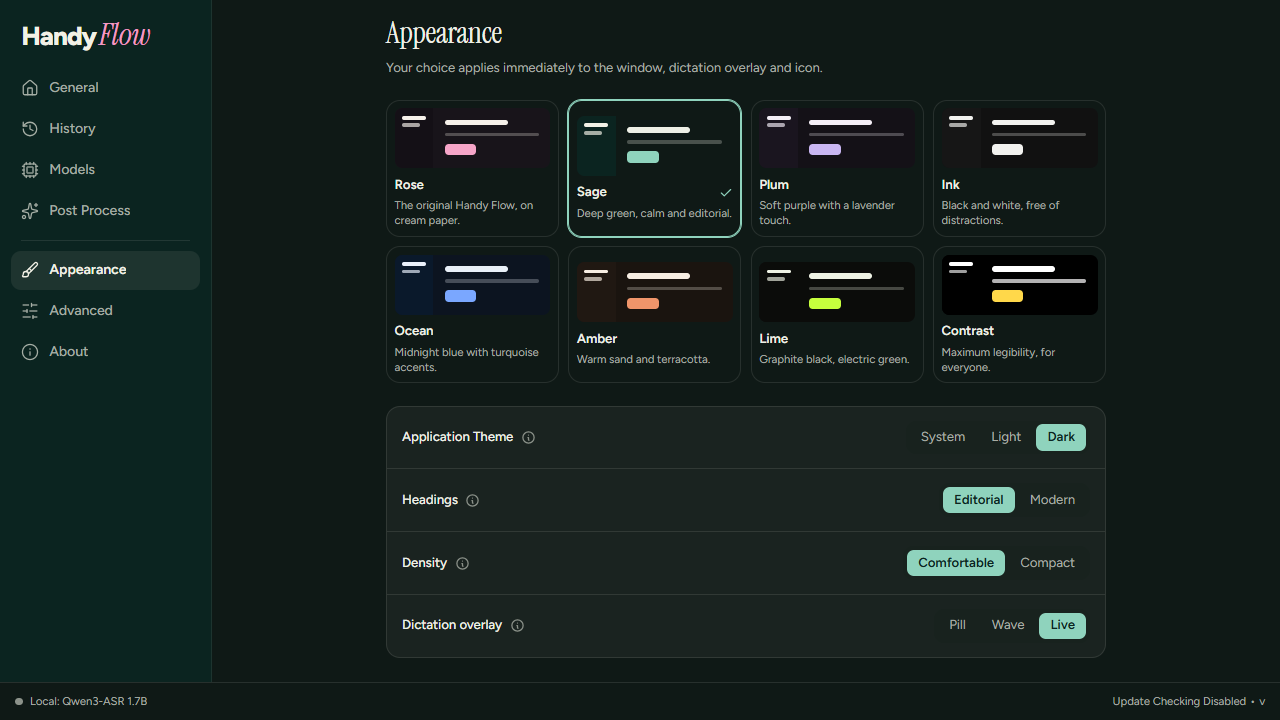 Handy Flow
General
History
Models
Post Process
Appearance
Advanced
About
Appearance
Your choice applies immediately to the window, dictation overlay and icon.
Rose
The original Handy Flow, on
cream paper.
Sage
Deep green, calm and editorial.
Plum
Soft purple with a lavender
touch.
Ink
Black and white, free of
distractions.
Ocean
Midnight blue with turquoise
accents.
Amber
Warm sand and terracotta.
Lime
Graphite black, electric green.
Contrast
Maximum legibility, for
everyone.
Application Theme
System Light Dark
Headings
Editorial Modern
Density
Comfortable Compact
Dictation overlay
Pill Wave Live
Local: Qwen3-ASR 1.7B
Update Checking Disabled • v